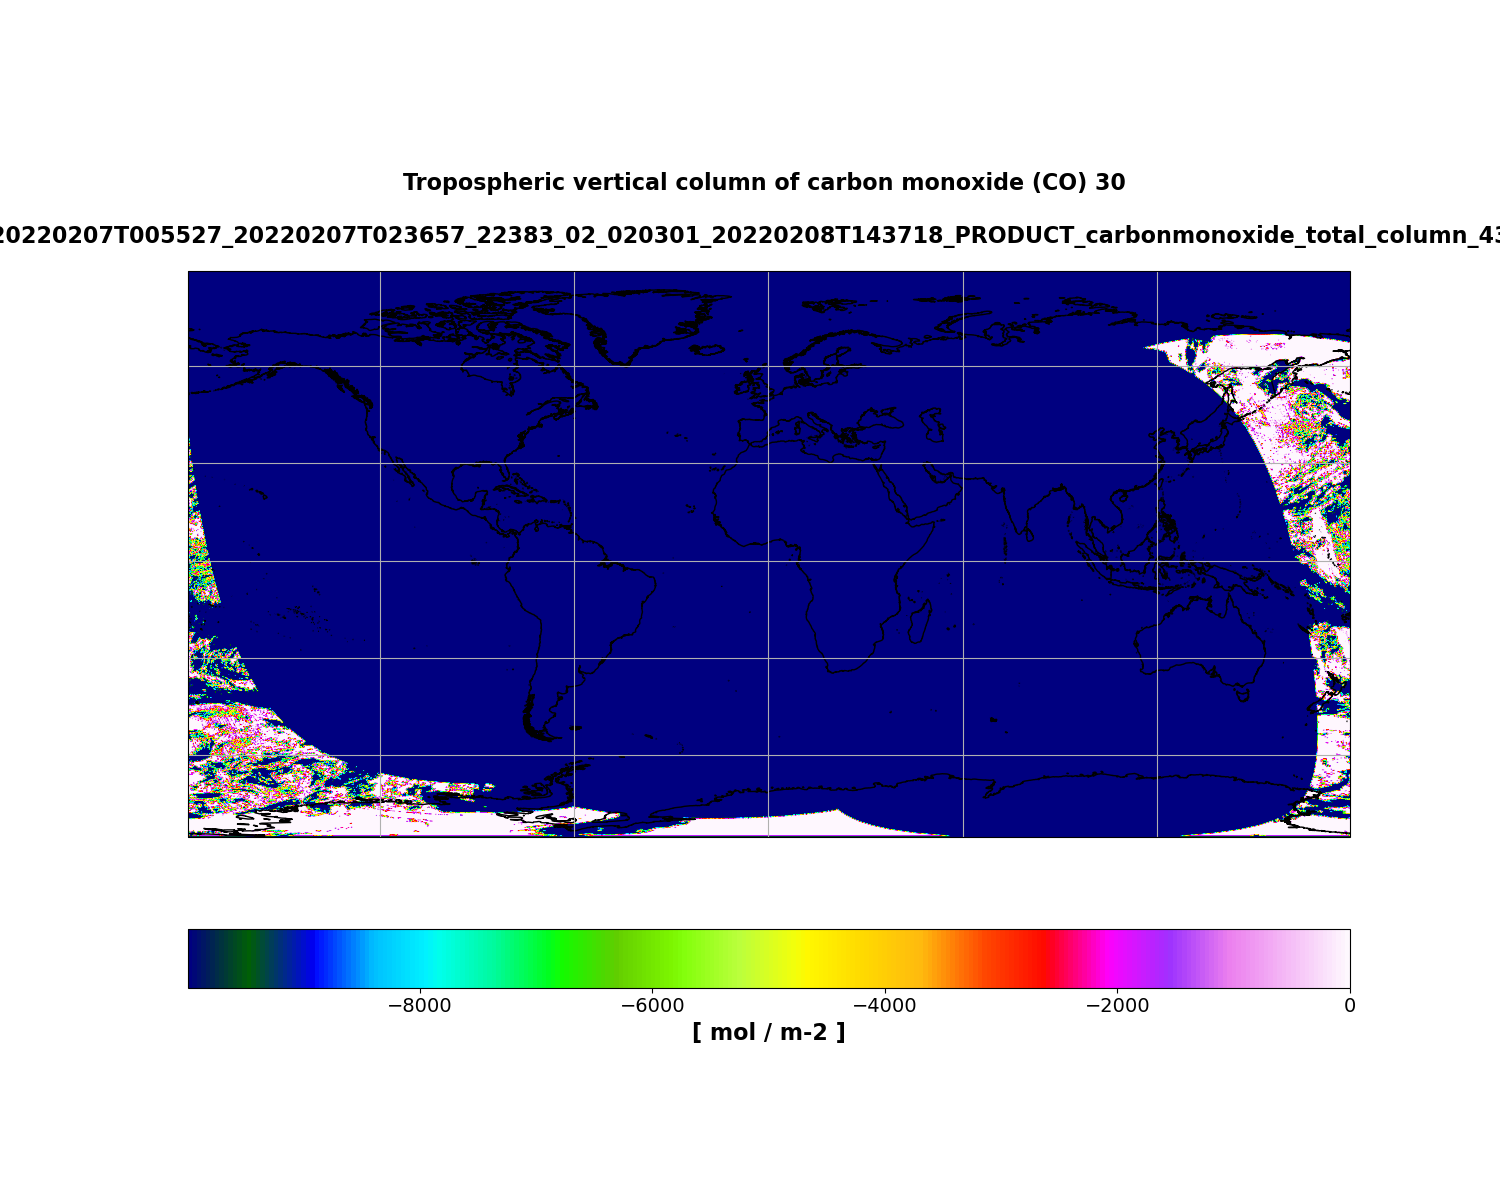 Tropospheric vertical column of carbon monoxide (CO) 30
20220207T005527_20220207T023657_22383_02_020301_20220208T143718_PRODUCT_carbonmonoxide_total_column_43
−8000 −6000 −4000 −2000 0
[ mol / m-2 ]